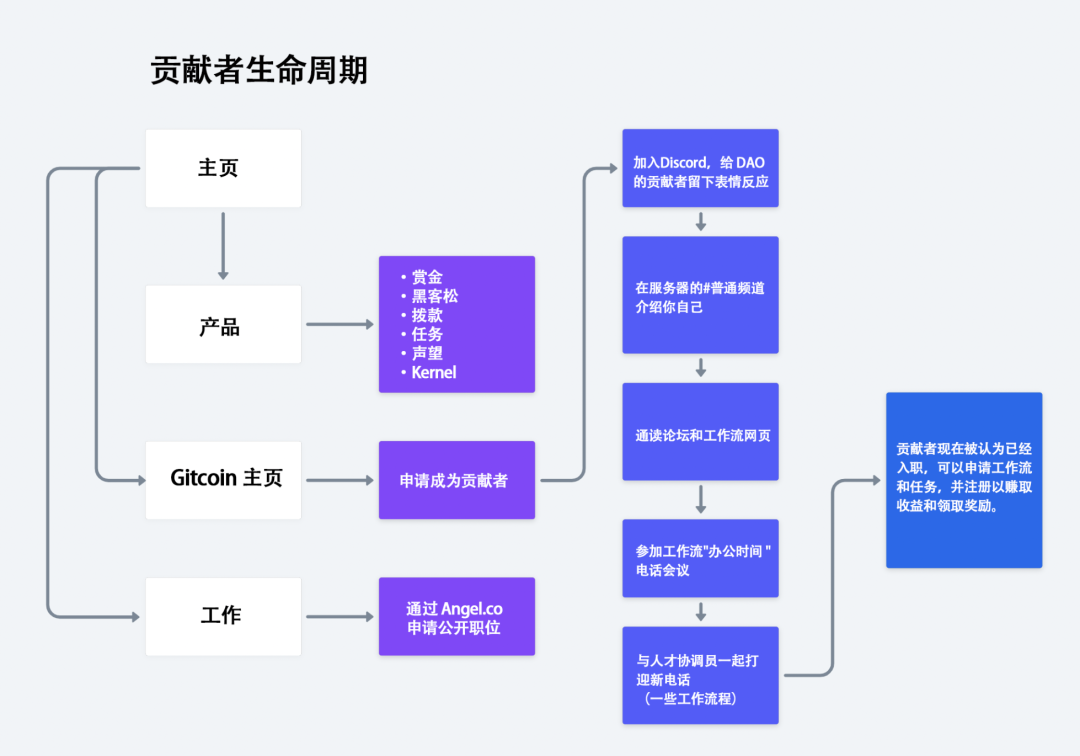 贡献者生命周期
主页
产品
• 赏金
• 黑客松
• 拨款
• 任务
• 声望
• Kernel
Gitcoin 主页
申请成为贡献者
工作
通过 Angel.co
申请公开职位
加入Discord，给 DAO
的贡献者留下表情反应
在服务器的#普通频道
介绍你自己
通读论坛和工作流网页
参加工作流"办公时间 "
电话会议
与人才协调员一起打
迎新电话
（一些工作流程）
贡献者现在被认为已经
入职，可以申请工作流
和任务，并注册以赚取
收益和领取奖励。